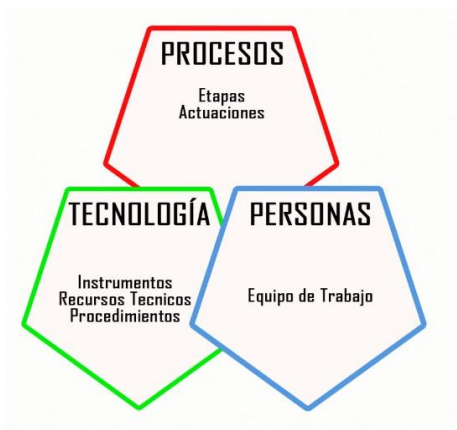 PROCESOS
Etapas
Actuaciones
TECNOLOGÍA
Instrumentos
Recursos Tecnicos
Procedimientos
PERSONAS
Equipo de Trabajo